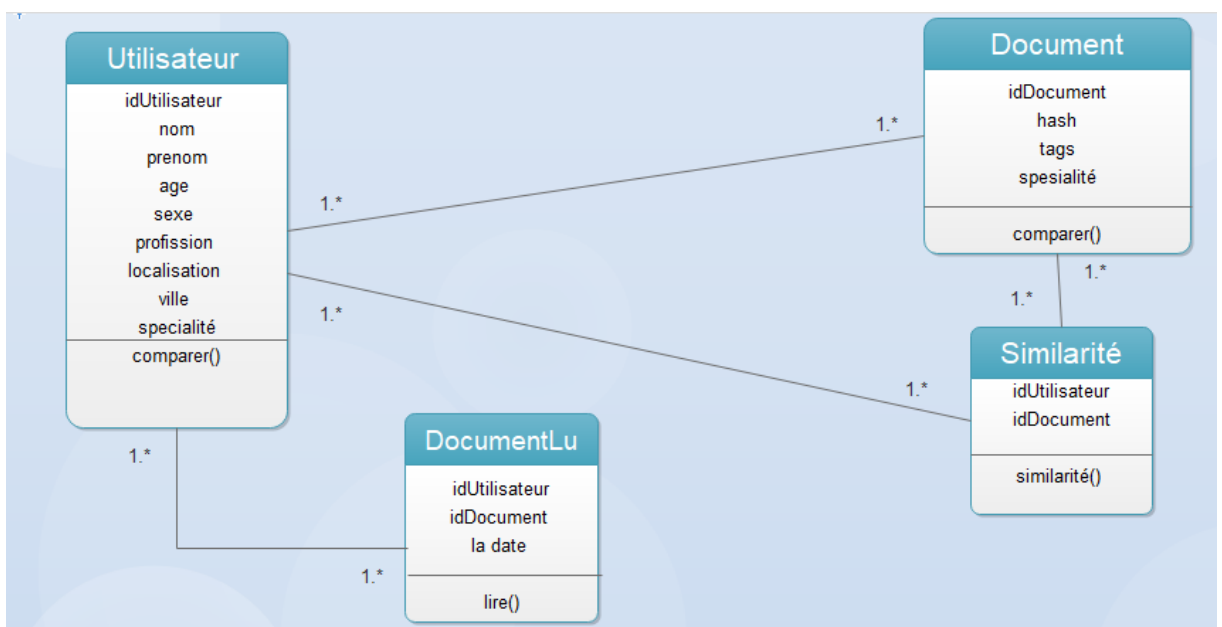 Utilisateur
idUtilisateur
nom
prenom
age
sexe
profission
localisation
ville
specialité
comparer()
1.*
1.*
Document
idDocument
hash
tags
spesialité
comparer()
1.*
1.*
1.*
1.*
Similarité
idUtilisateur
idDocument
similarité()
1.*
1.*
DocumentLu
idUtilisateur
idDocument
la date
lire()